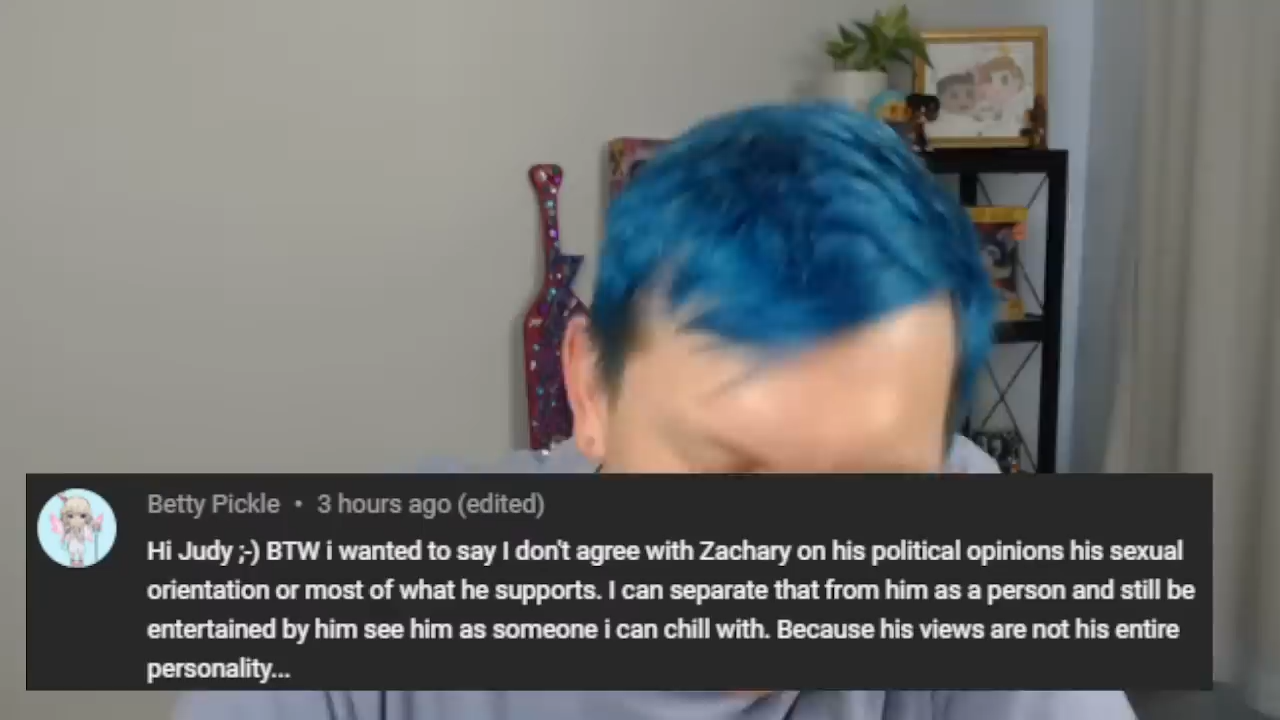 Betty Pickle • 3 hours ago (edited)
Hi Judy ;-) BTW i wanted to say I don't agree with Zachary on his political opinions his sexual
orientation or most of what he supports. I can separate that from him as a person and still be
entertained by him see him as someone i can chill with. Because his views are not his entire
personality...